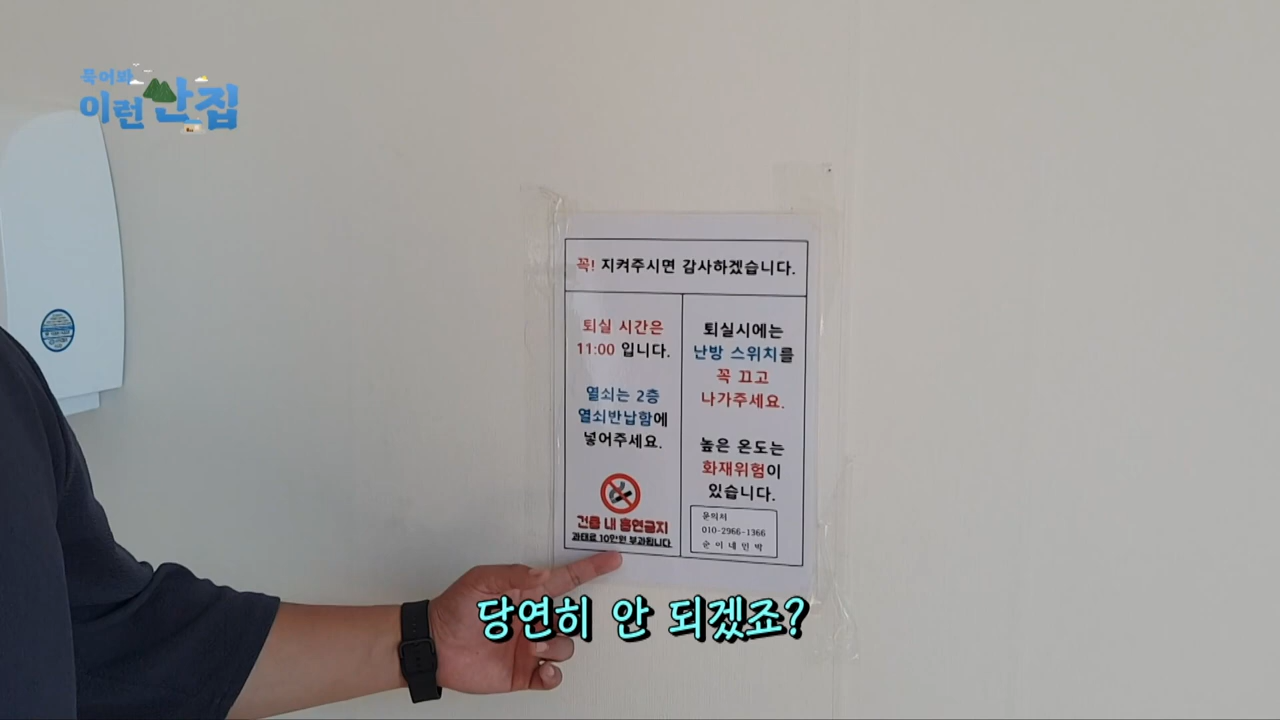 묵어봐
이런 산집
꼭! 지켜주시면 감사하겠습니다.
퇴실 시간은
11:00 입니다.
열쇠는 2층
열쇠반납함에
넣어주세요.
건물 내 흡연금지
과태료 10만원 부과됩니다.
퇴실시에는
난방 스위치를
꼭 끄고
나가주세요.
높은 온도는
화재위험이
있습니다.
문의처
010-2966-1366
순이네민박
당연히 안 되겠죠?